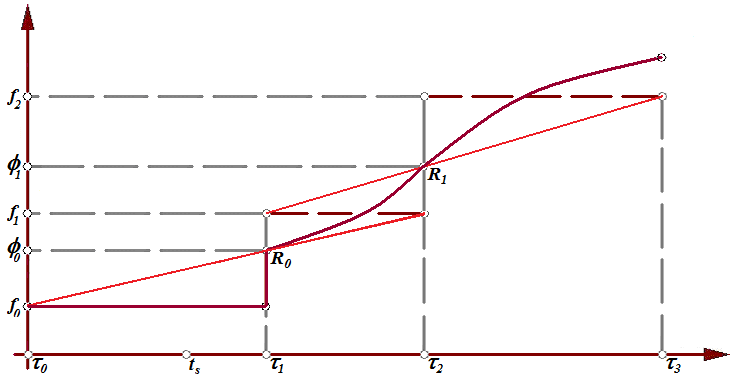 f₂
ϕ₁
R₁
f₁
ϕ₀
R₀
f₀
τ₀ tₛ τ₁ τ₂ τ₃